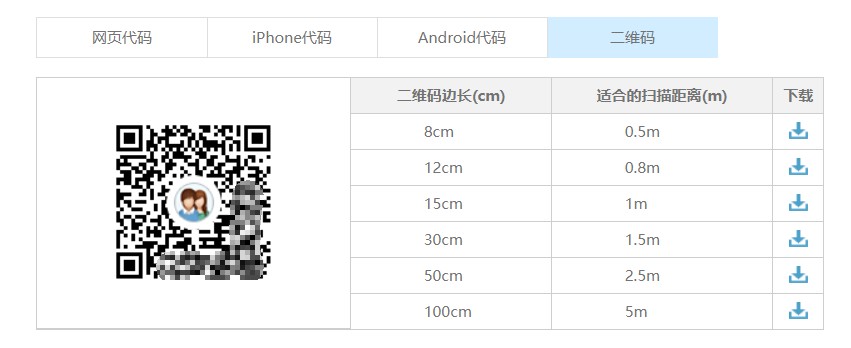 网页代码 iPhone代码 Android代码 二维码
二维码边长(cm) 适合的扫描距离(m) 下载
8cm 0.5m
12cm 0.8m
15cm 1m
30cm 1.5m
50cm 2.5m
100cm 5m